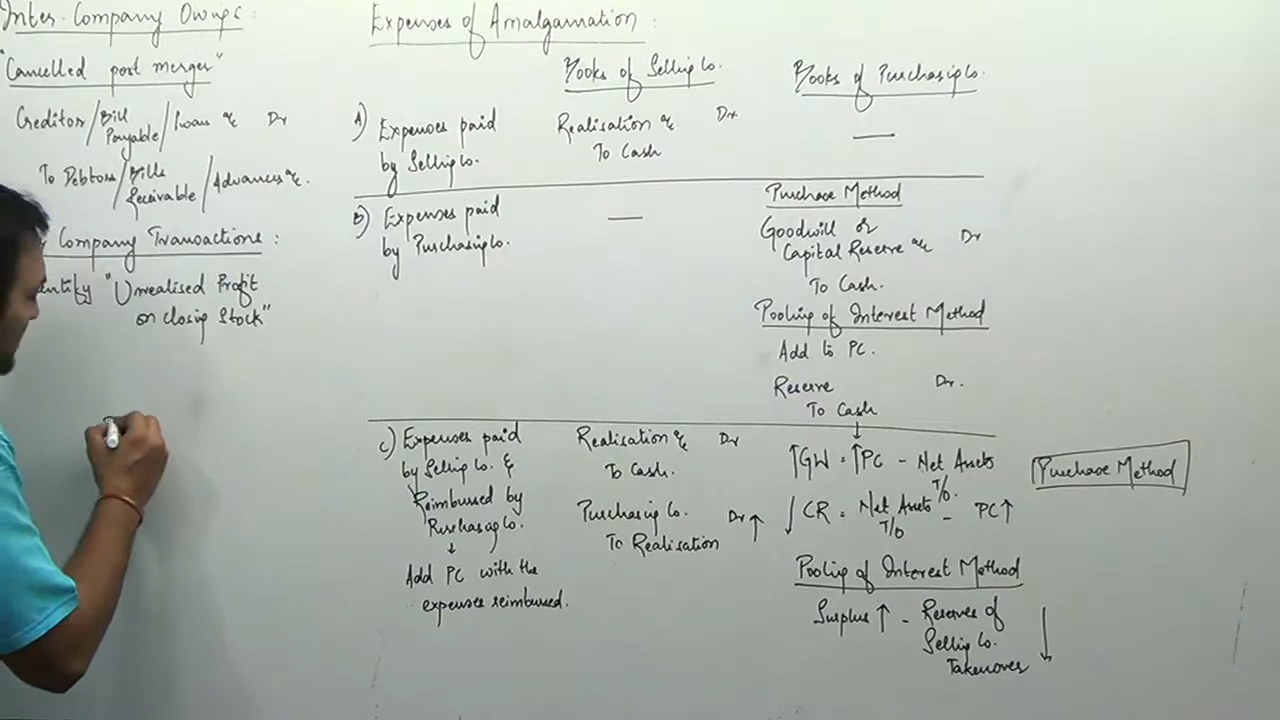 Inter-Company Owings:
"Cancelled post merger"
Creditor/Bill Payable/Loan a/c Dr
To Debtors/Bills Receivable/Advances a/c.
Company Transactions:
"Unrealised Profit
on closing Stock"
Expenses of Amalgamation:
Books of Selling Co.
Books of Purchasing Co.
A) Expenses paid
by Selling Co.
Realisation a/c Dr
To Cash
B) Expenses paid
by Purchasing Co.
Purchase Method
Goodwill or
Capital Reserve a/c Dr
To Cash.
Pooling of Interest Method
Add to PC.
Reserve Dr.
To Cash
C) Expenses paid
by Selling Co. &
Reimbursed by
Purchasing Co.
↓
Add PC with the
expenses reimbursed.
Realisation a/c Dr
To Cash.
Purchasing Co. Dr ↑
To Realisation
↑GW = ↑PC - Net Assets
T/O.
↓ CR = Net Assets - PC↑
T/O
Purchase Method
Pooling of Interest Method
Surplus ↑ - Reserves of
Selling Co.
Takenover ↓